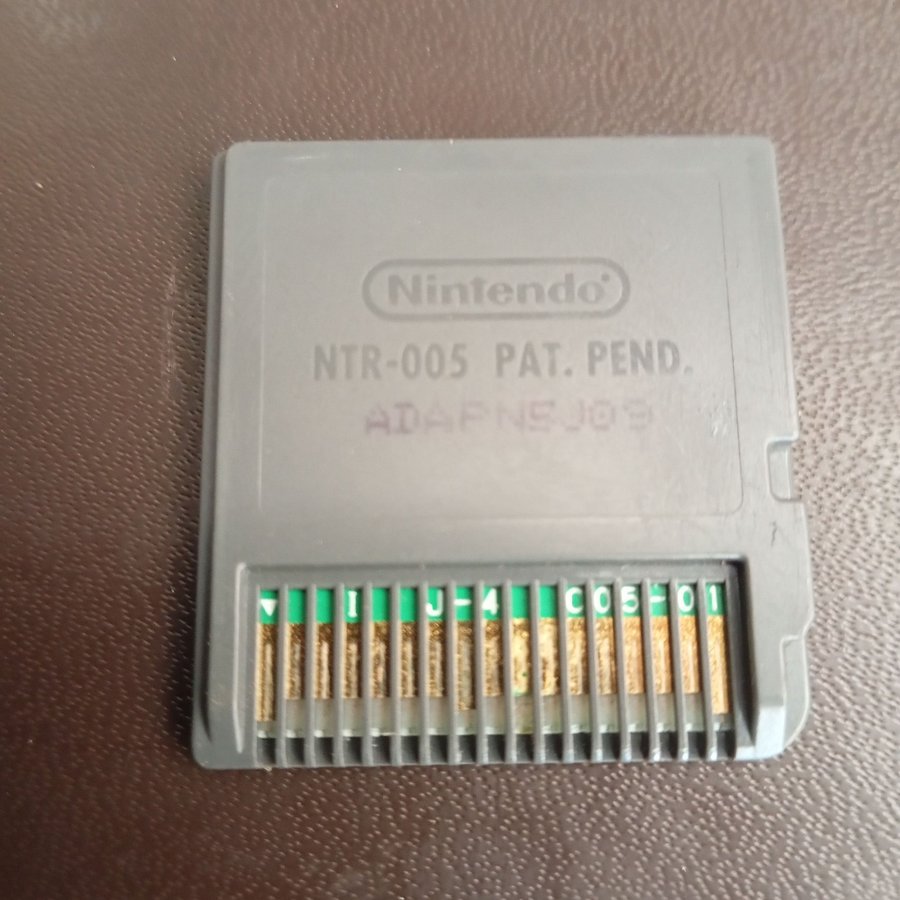 Nintendo
NTR-005 PAT. PEND.
ADAPN5J09
▼ I J-4 C05-01